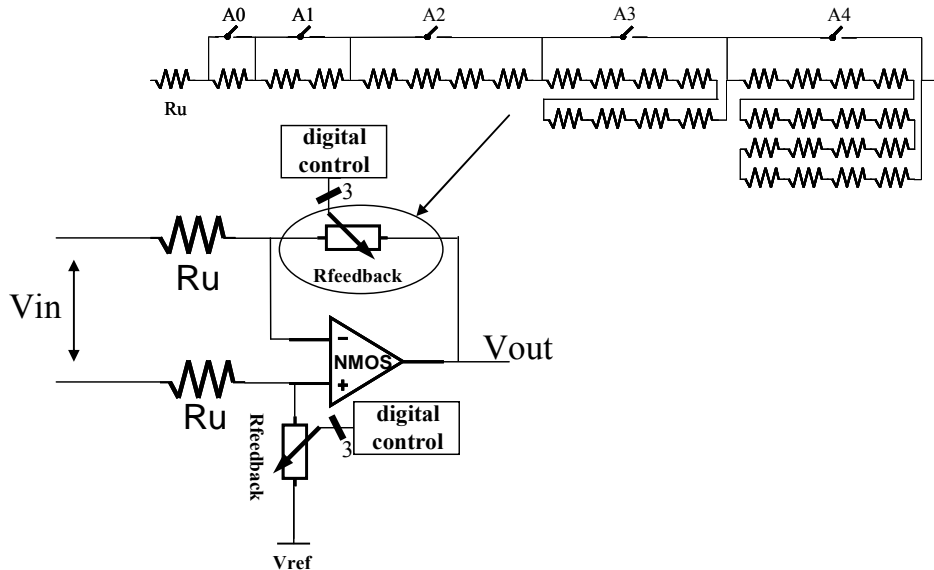 A0 A1 A2 A3 A4
Ru
digital
control
3
Ru
Rfeedback
Vin
-
NMOS
+
Vout
Ru
Rfeedback
3
digital
control
Vref